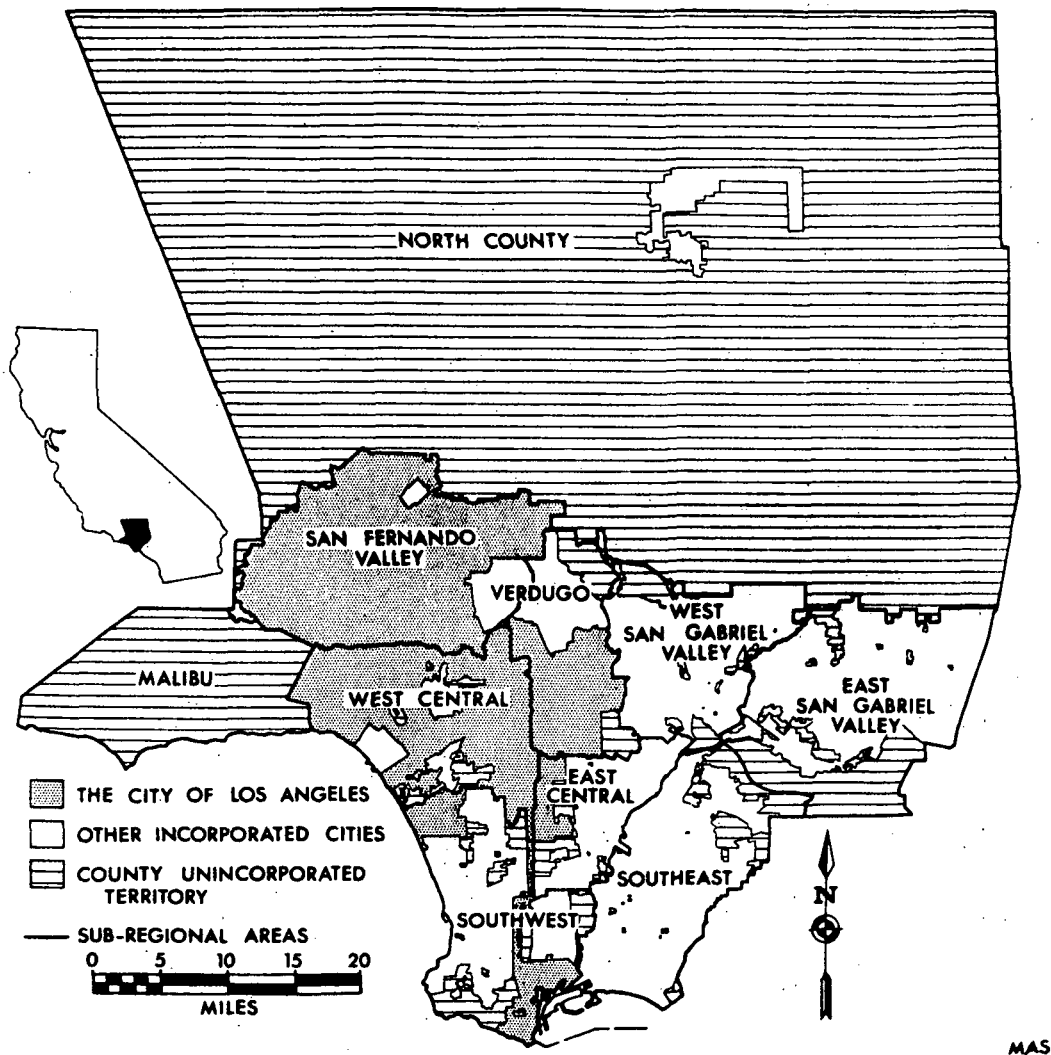 NORTH COUNTY
SAN FERNANDO
VALLEY
VERDUGO
WEST
SAN GABRIEL
VALLEY
MALIBU
WEST CENTRAL
EAST
SAN GABRIEL
VALLEY
EAST
CENTRAL
SOUTHEAST
SOUTHWEST
THE CITY OF LOS ANGELES
OTHER INCORPORATED CITIES
COUNTY UNINCORPORATED
TERRITORY
SUB-REGIONAL AREAS
0 5 10 15 20
MILES
N
MAS